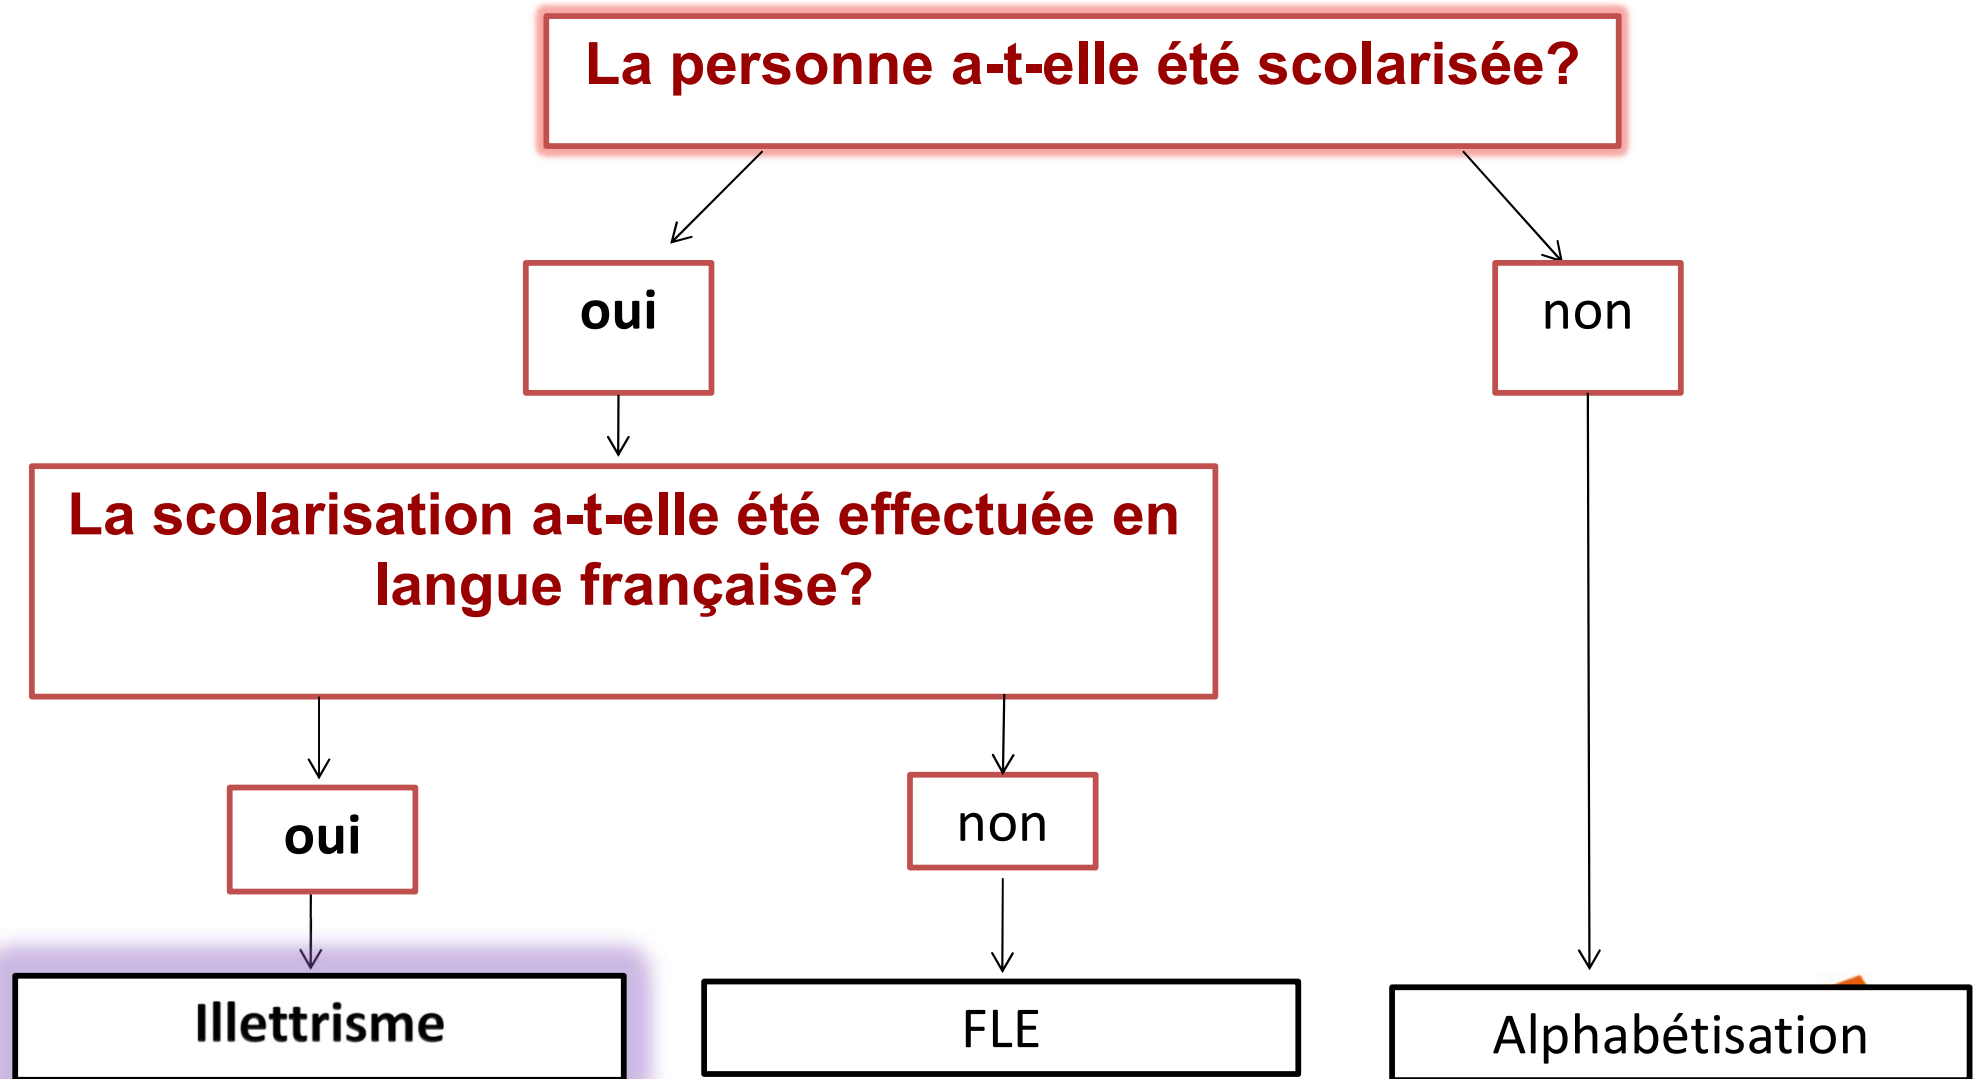 La personne a-t-elle été scolarisée?
oui
non
La scolarisation a-t-elle été effectuée en
langue française?
oui
non
Illettrisme
FLE
Alphabétisation